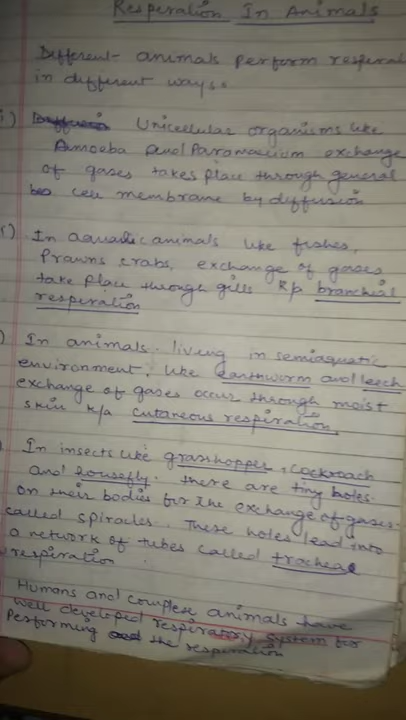 Respiration In Animals
Different animals perform respirat
in different ways.
i) Unicellular organisms like
Amoeba and Paramaecium exchange
of gases takes place through general
cell membrane by diffusion
() In aquatic animals like fishes,
Prawns, crabs, exchange of gases
take place through gills k/a branchial
respiration
) In animals living in semiaquatic
environment, like Earthworm and leech
exchange of gases occur through moist
skin k/a cutaneous respiration.
) In insects like grasshopper, cockroach
and housefly. there are tiny holes
on their bodies for the exchange of gases
called spiracles. These holes lead into
a network of tubes called tracheae
respiration.
Humans and complex animals have
well developed respiratory system for
Performing the respiration